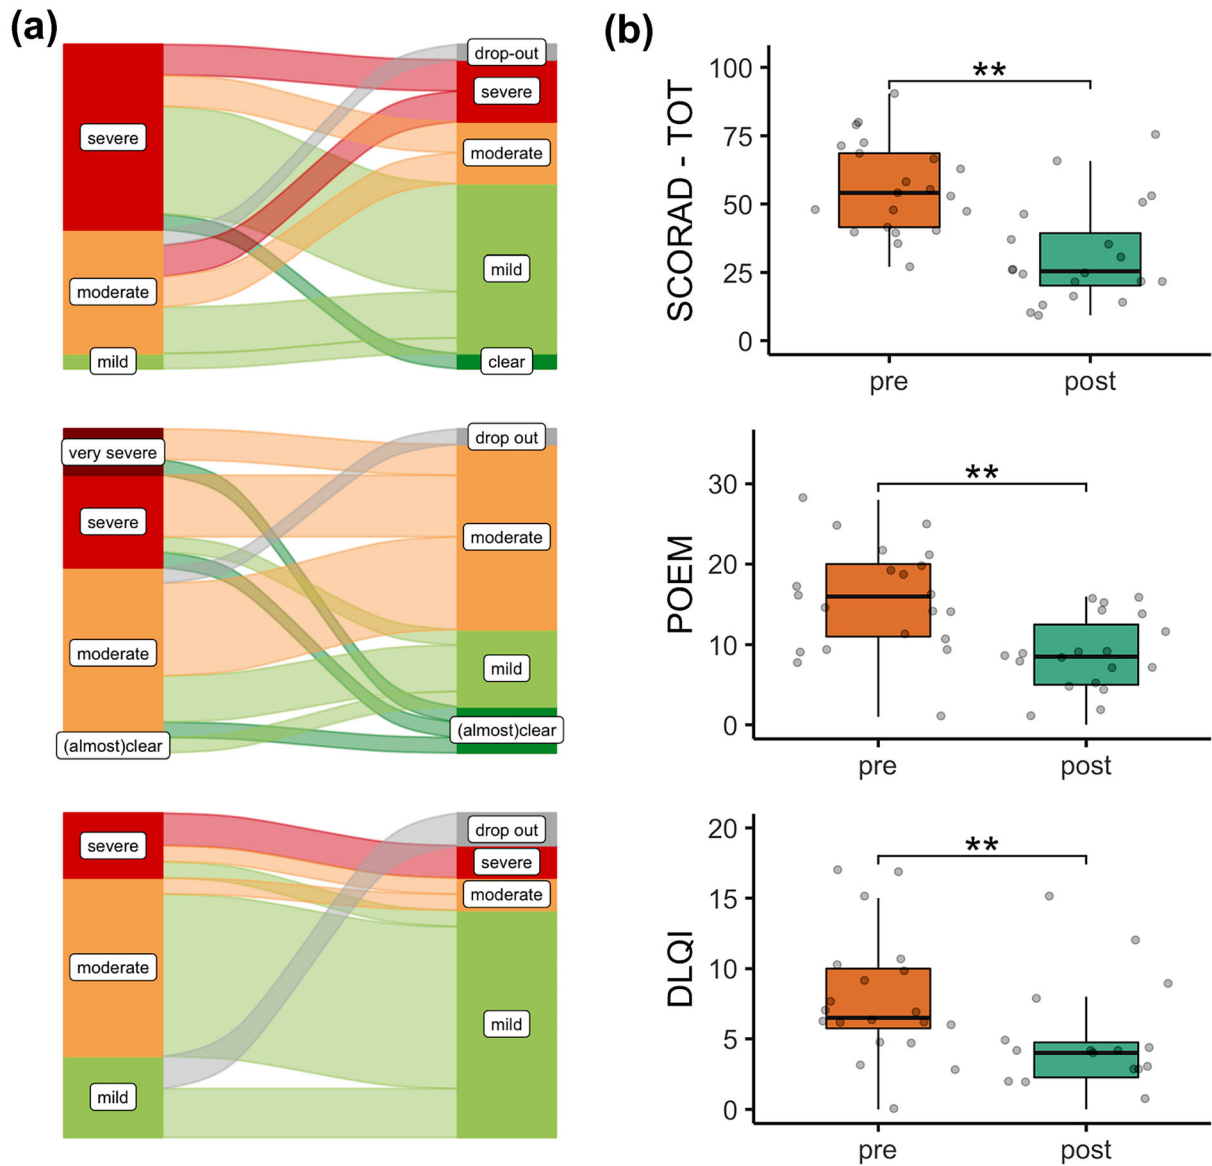 (a)
severe
moderate
mild
drop-out
severe
moderate
mild
clear
very severe
severe
moderate
(almost)clear
drop out
moderate
mild
(almost)clear
severe
moderate
mild
drop out
severe
moderate
mild
(b)
SCORAD - TOT
100
75
50
25
0
**
pre post
POEM
30
20
10
0
**
pre post
DLQI
20
15
10
5
0
**
pre post